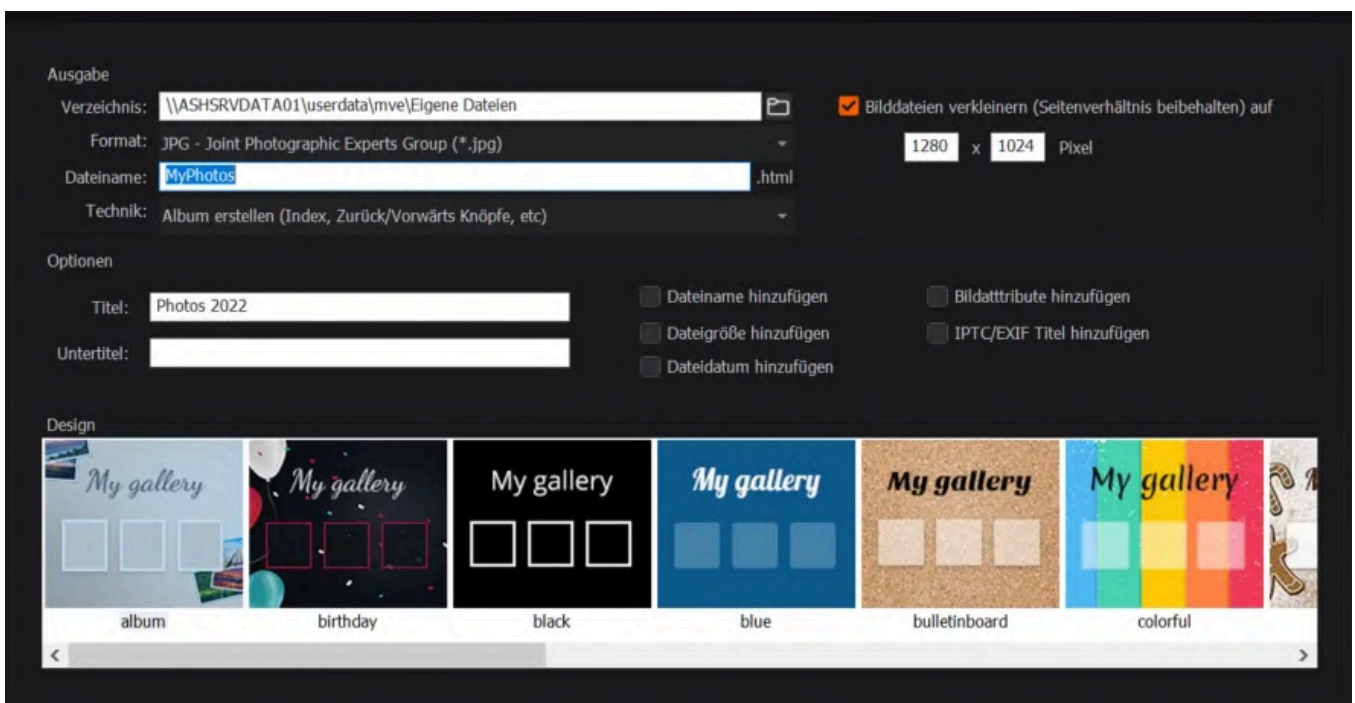 Ausgabe
Verzeichnis: \\ASHSRVDATA01\userdata\mve\Eigene Dateien
Bilddateien verkleinern (Seitenverhältnis beibehalten) auf
Format: JPG - Joint Photographic Experts Group (*.jpg)
1280 x 1024 Pixel
Dateiname: MyPhotos .html
Technik: Album erstellen (Index, Zurück/Vorwärts Knöpfe, etc)
Optionen
Titel: Photos 2022
Untertitel:
Dateiname hinzufügen
Bildatttribute hinzufügen
Dateigröße hinzufügen
IPTC/EXIF Titel hinzufügen
Dateidatum hinzufügen
Design
My gallery
My gallery
My gallery
My gallery
My gallery
My gallery
album
birthday
black
blue
bulletinboard
colorful